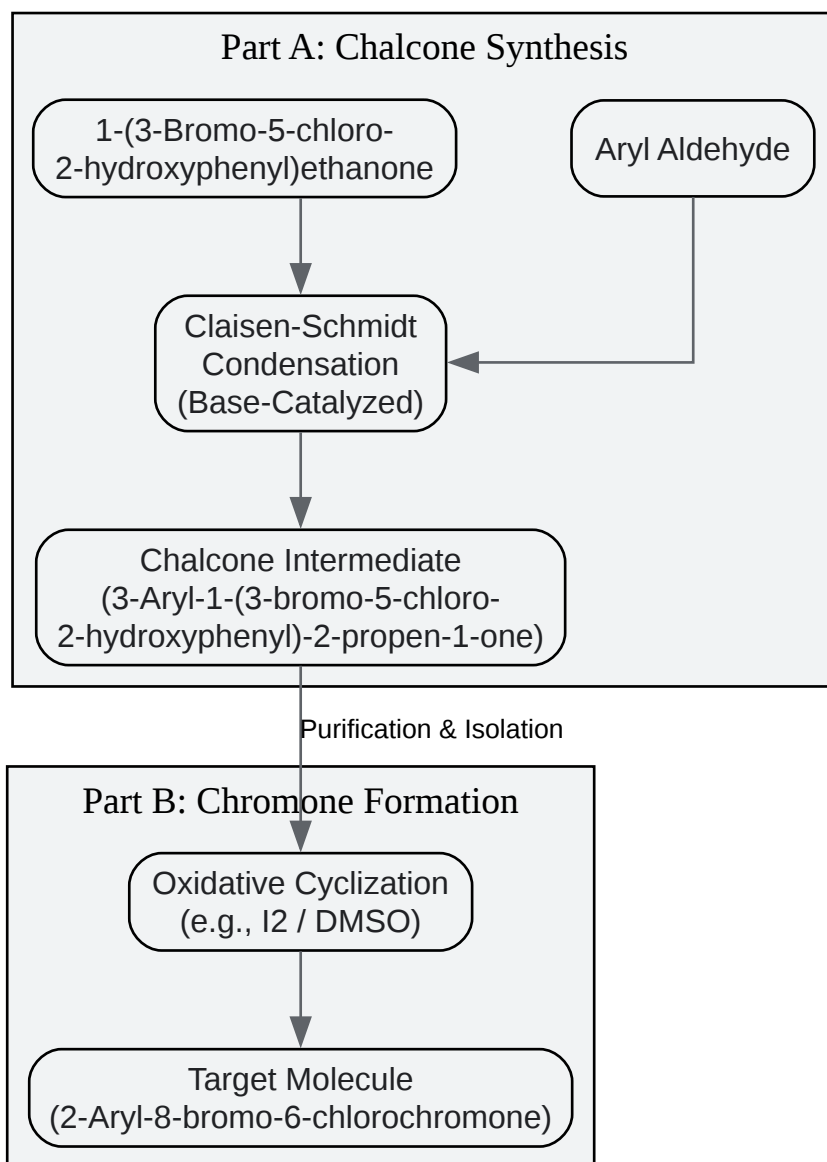 Part A: Chalcone Synthesis
1-(3-Bromo-5-chloro-
2-hydroxyphenyl)ethanone
Aryl Aldehyde
Claisen-Schmidt
Condensation
(Base-Catalyzed)
Chalcone Intermediate
(3-Aryl-1-(3-bromo-5-chloro-
2-hydroxyphenyl)-2-propen-1-one)
Purification & Isolation
Part B: Chromone Formation
Oxidative Cyclization
(e.g., I2 / DMSO)
Target Molecule
(2-Aryl-8-bromo-6-chlorochromone)